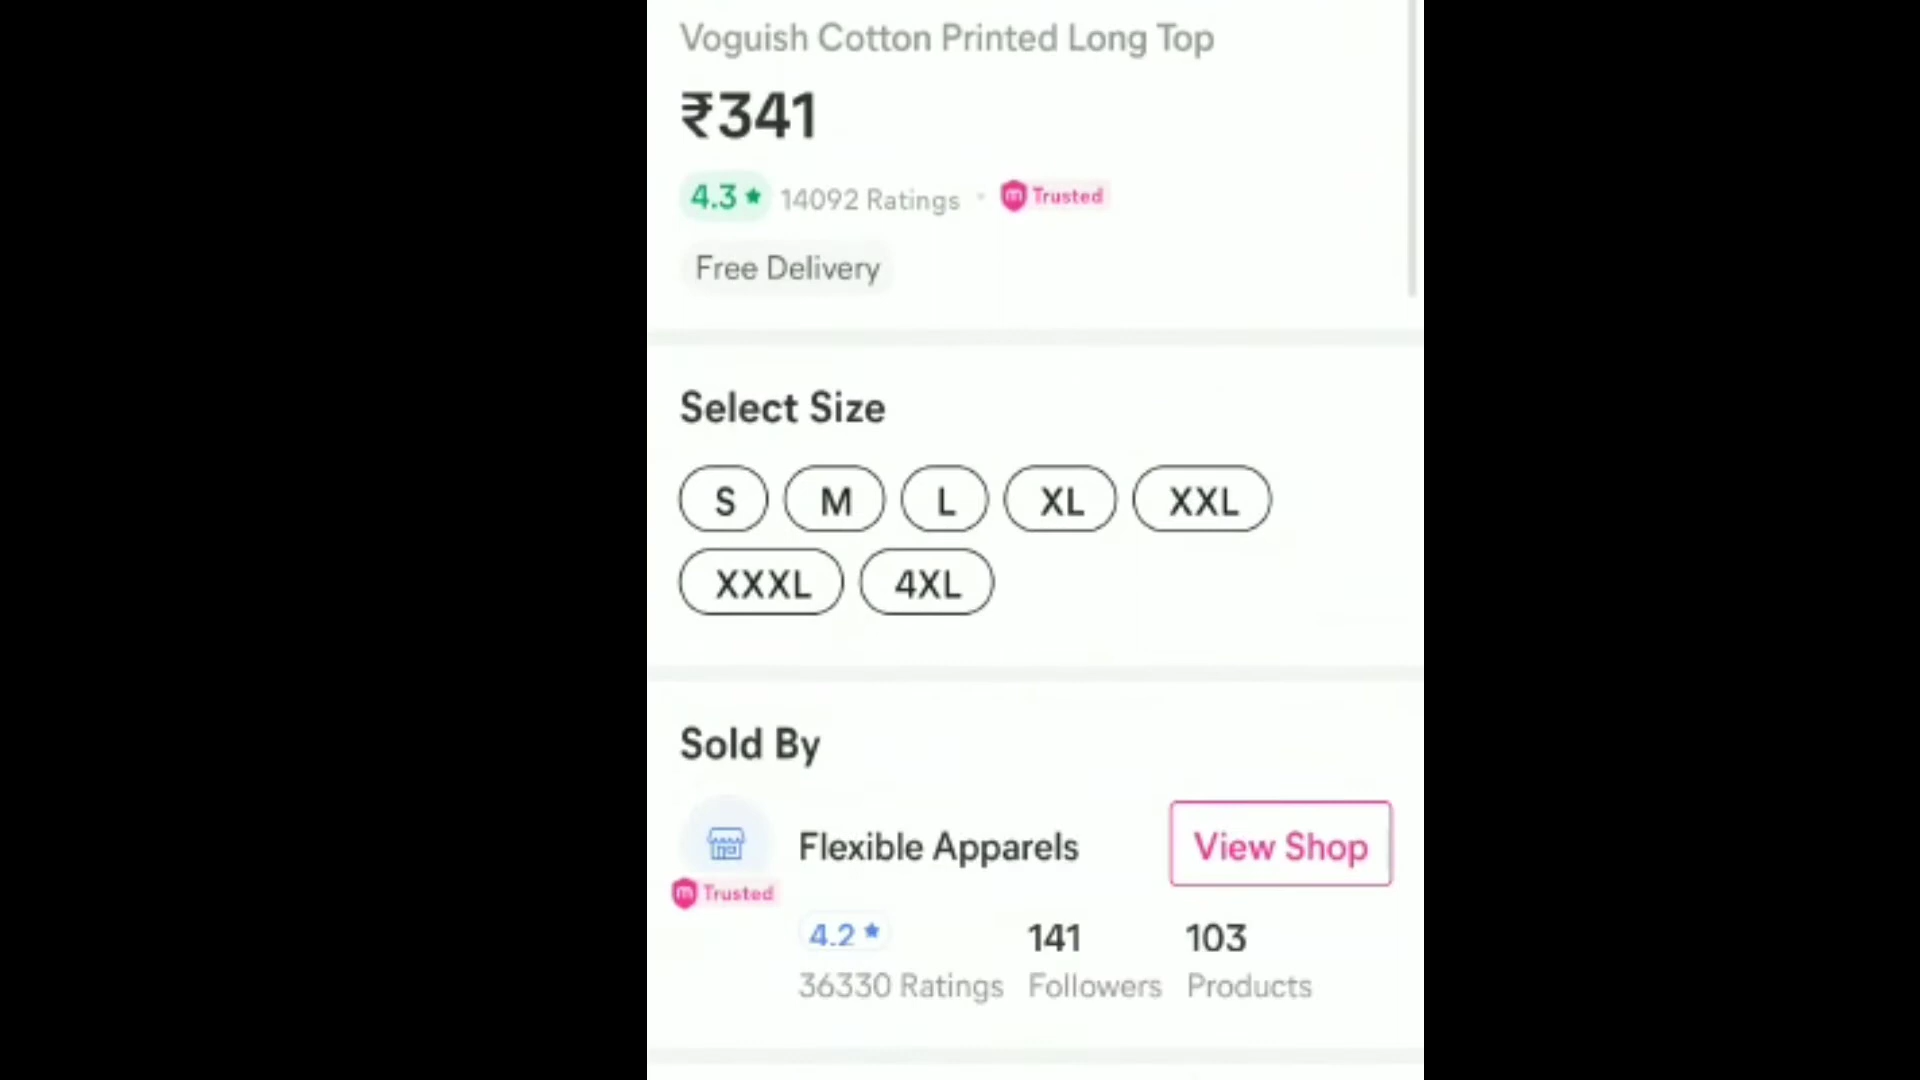 Voguish Cotton Printed Long Top
₹341
4.3 ★ 14092 Ratings • m Trusted
Free Delivery
Select Size
S M L XL XXL
XXXL 4XL
Sold By
Flexible Apparels View Shop
m Trusted
4.2 ★ 141 103
36330 Ratings Followers Products